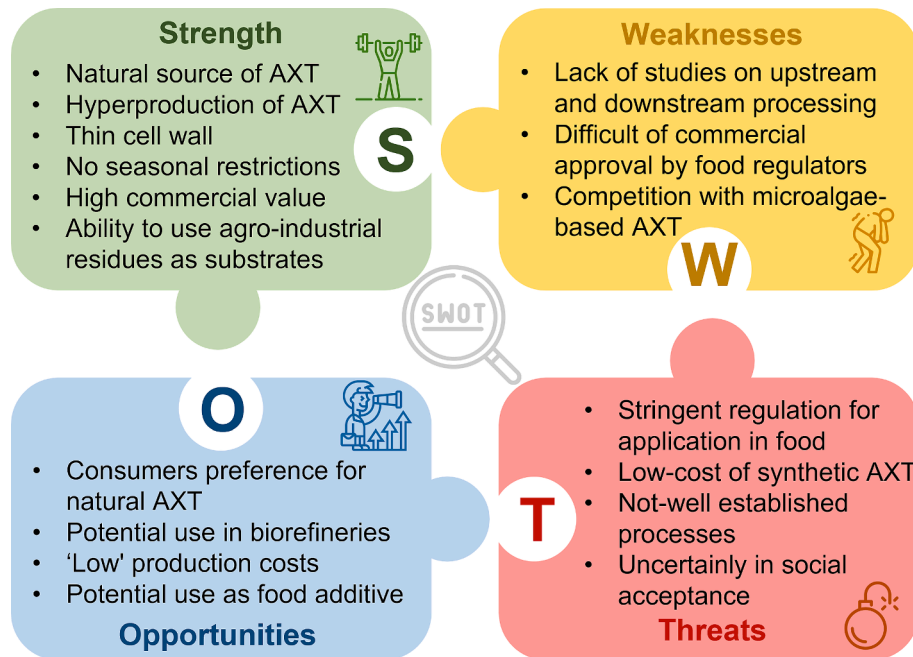 Strength
• Natural source of AXT
• Hyperproduction of AXT
• Thin cell wall
• No seasonal restrictions
• High commercial value
• Ability to use agro-industrial
residues as substrates
S
Weaknesses
• Lack of studies on upstream
and downstream processing
• Difficult of commercial
approval by food regulators
• Competition with microalgae-
based AXT
W
SWOT
O
• Consumers preference for
natural AXT
• Potential use in biorefineries
• ‘Low' production costs
• Potential use as food additive
Opportunities
T
• Stringent regulation for
application in food
• Low-cost of synthetic AXT
• Not-well established
processes
• Uncertainly in social
acceptance
Threats